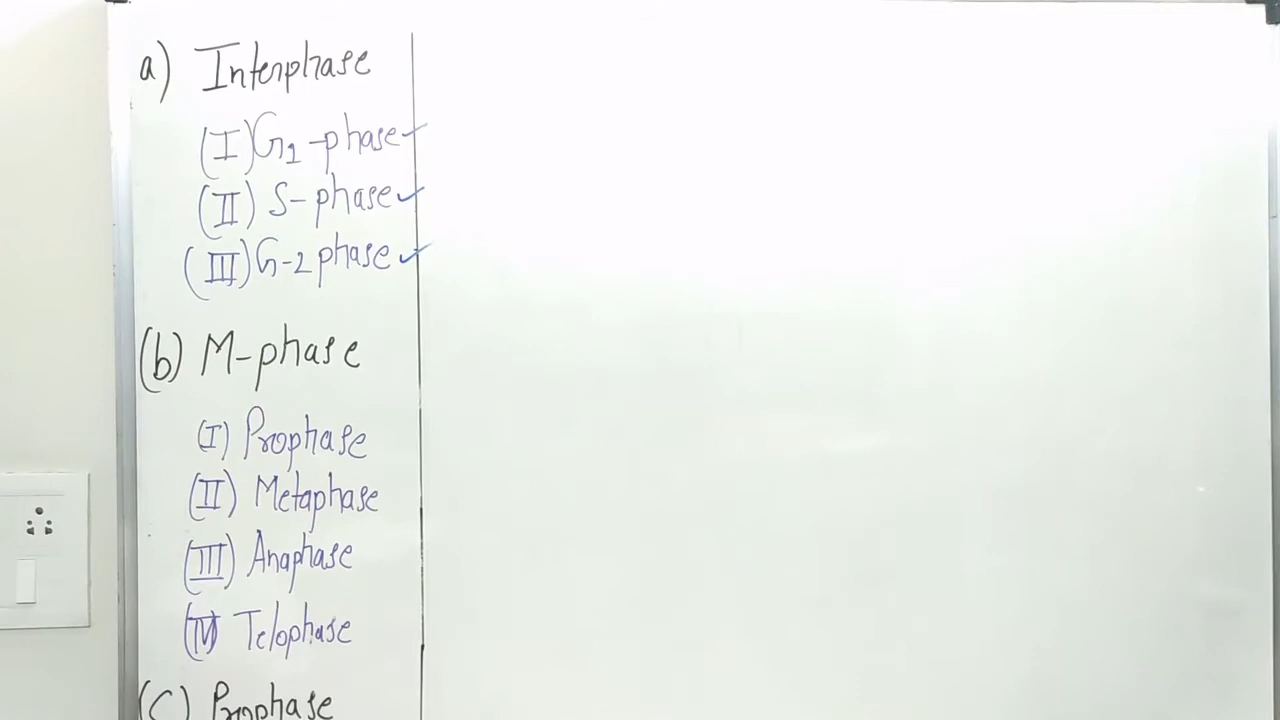 a) Interphase
(I) G1-phase ✓
(II) S-phase ✓
(III) G-2 phase ✓
(b) M-phase
(I) Prophase
(II) Metaphase
(III) Anaphase
(IV) Telophase
(C) Prophase